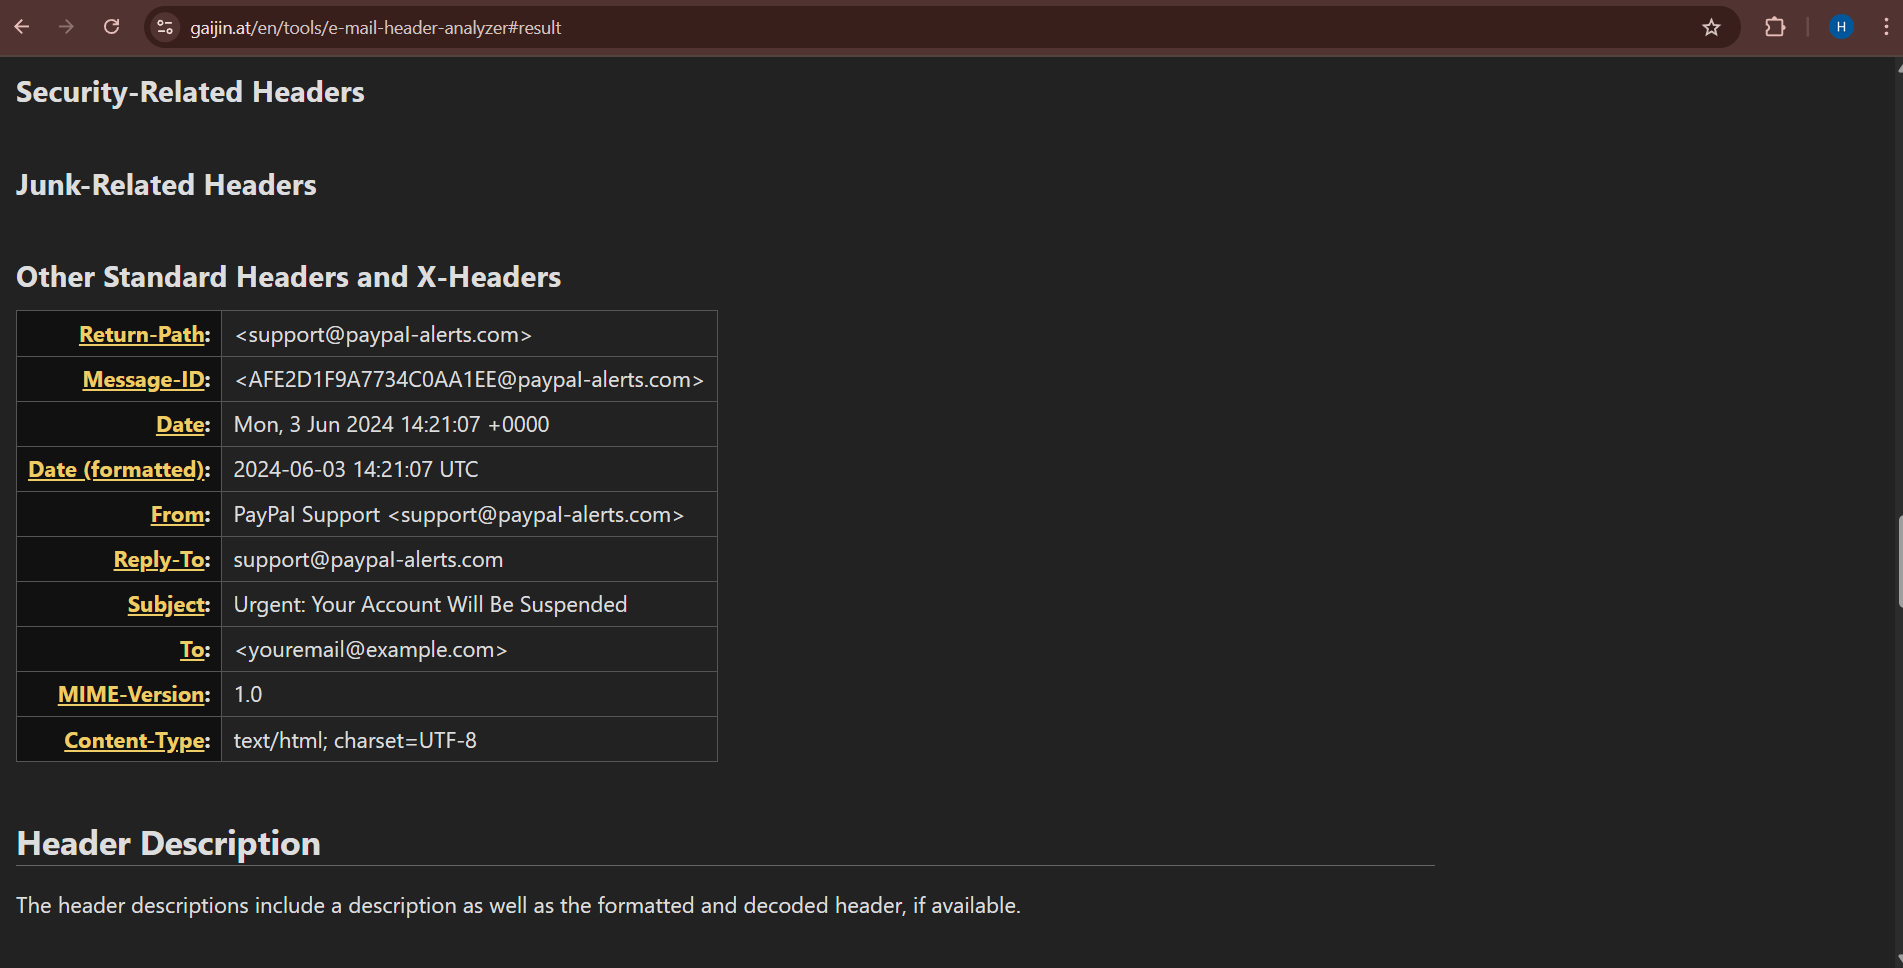 gaijin.at/en/tools/e-mail-header-analyzer#result
H
Security-Related Headers
Junk-Related Headers
Other Standard Headers and X-Headers
Return-Path: <support@paypal-alerts.com>
Message-ID: <AFE2D1F9A7734C0AA1EE@paypal-alerts.com>
Date: Mon, 3 Jun 2024 14:21:07 +0000
Date (formatted): 2024-06-03 14:21:07 UTC
From: PayPal Support <support@paypal-alerts.com>
Reply-To: support@paypal-alerts.com
Subject: Urgent: Your Account Will Be Suspended
To: <youremail@example.com>
MIME-Version: 1.0
Content-Type: text/html; charset=UTF-8
Header Description
The header descriptions include a description as well as the formatted and decoded header, if available.